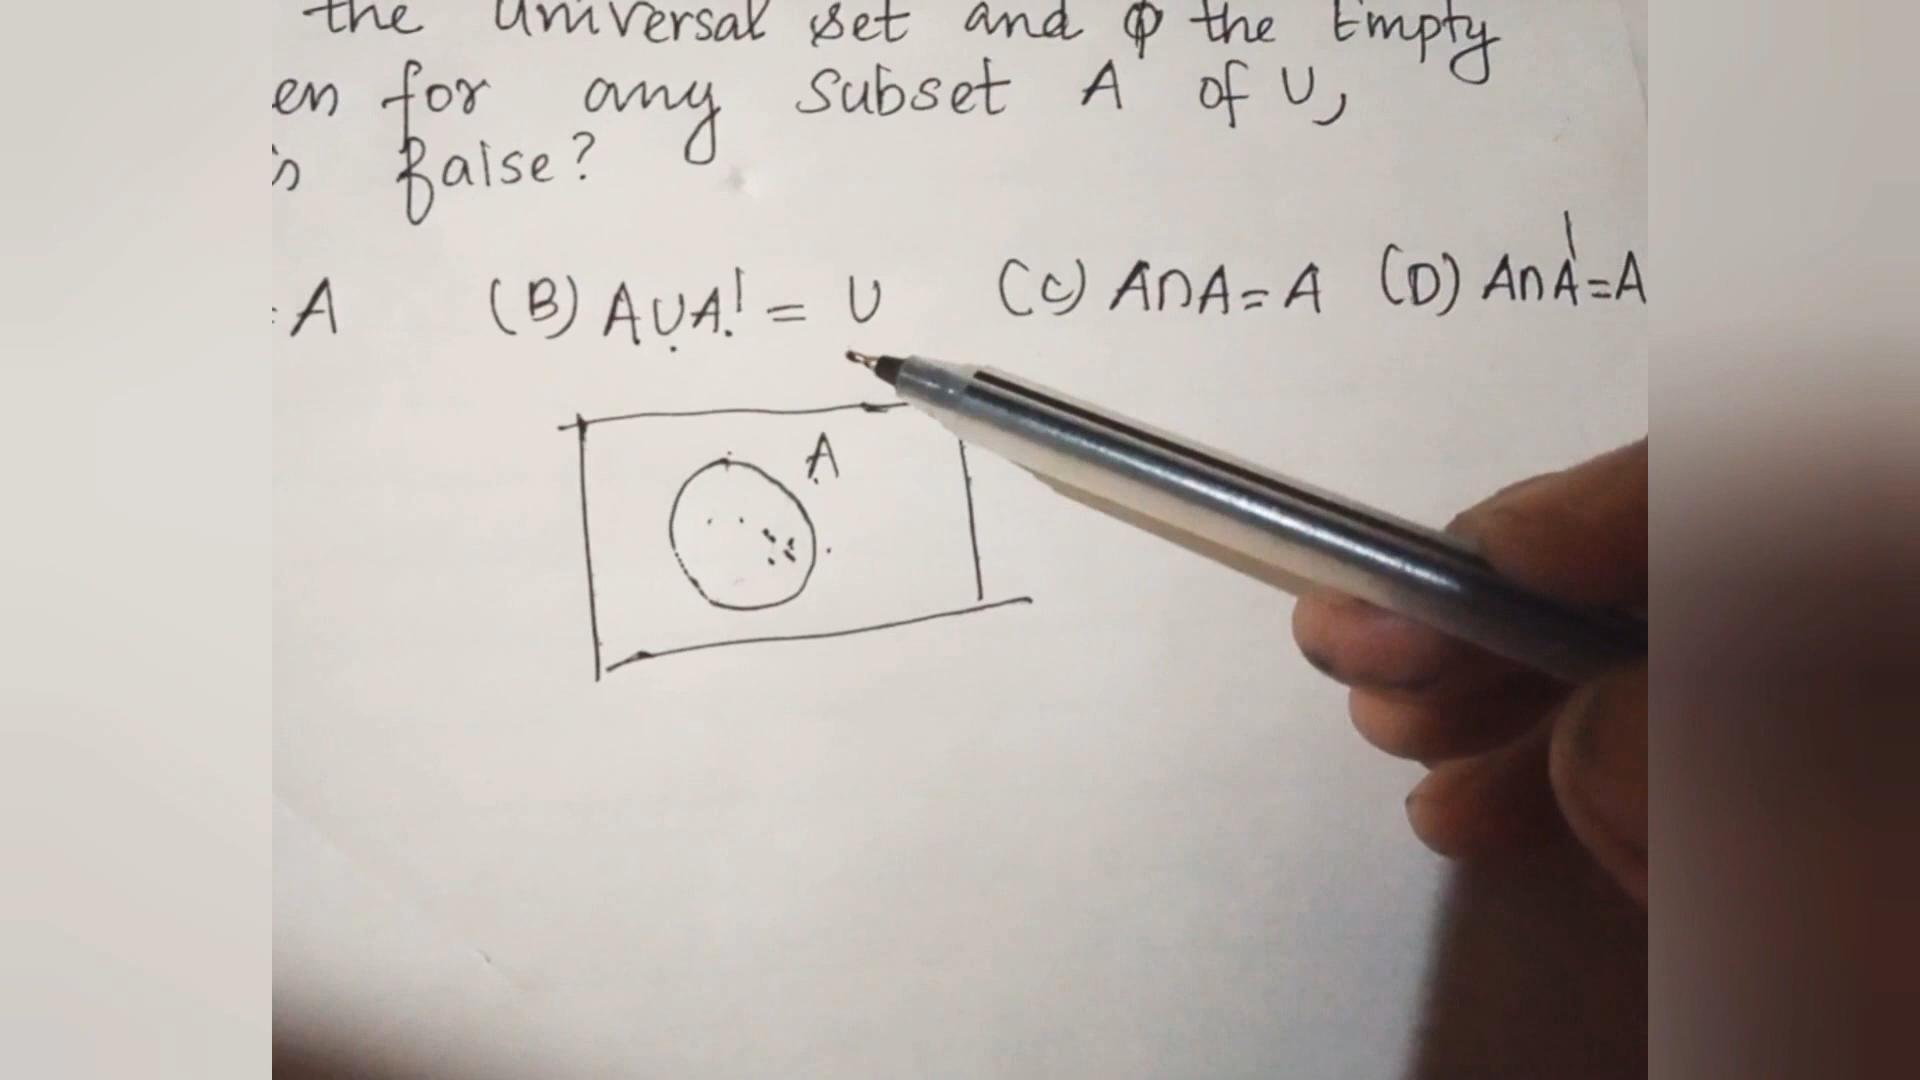 the Universal set and φ the Empty
en for any subset A of U,
false?
= A (B) A∪A' = U (C) A∩A = A (D) A∩A' = A
A